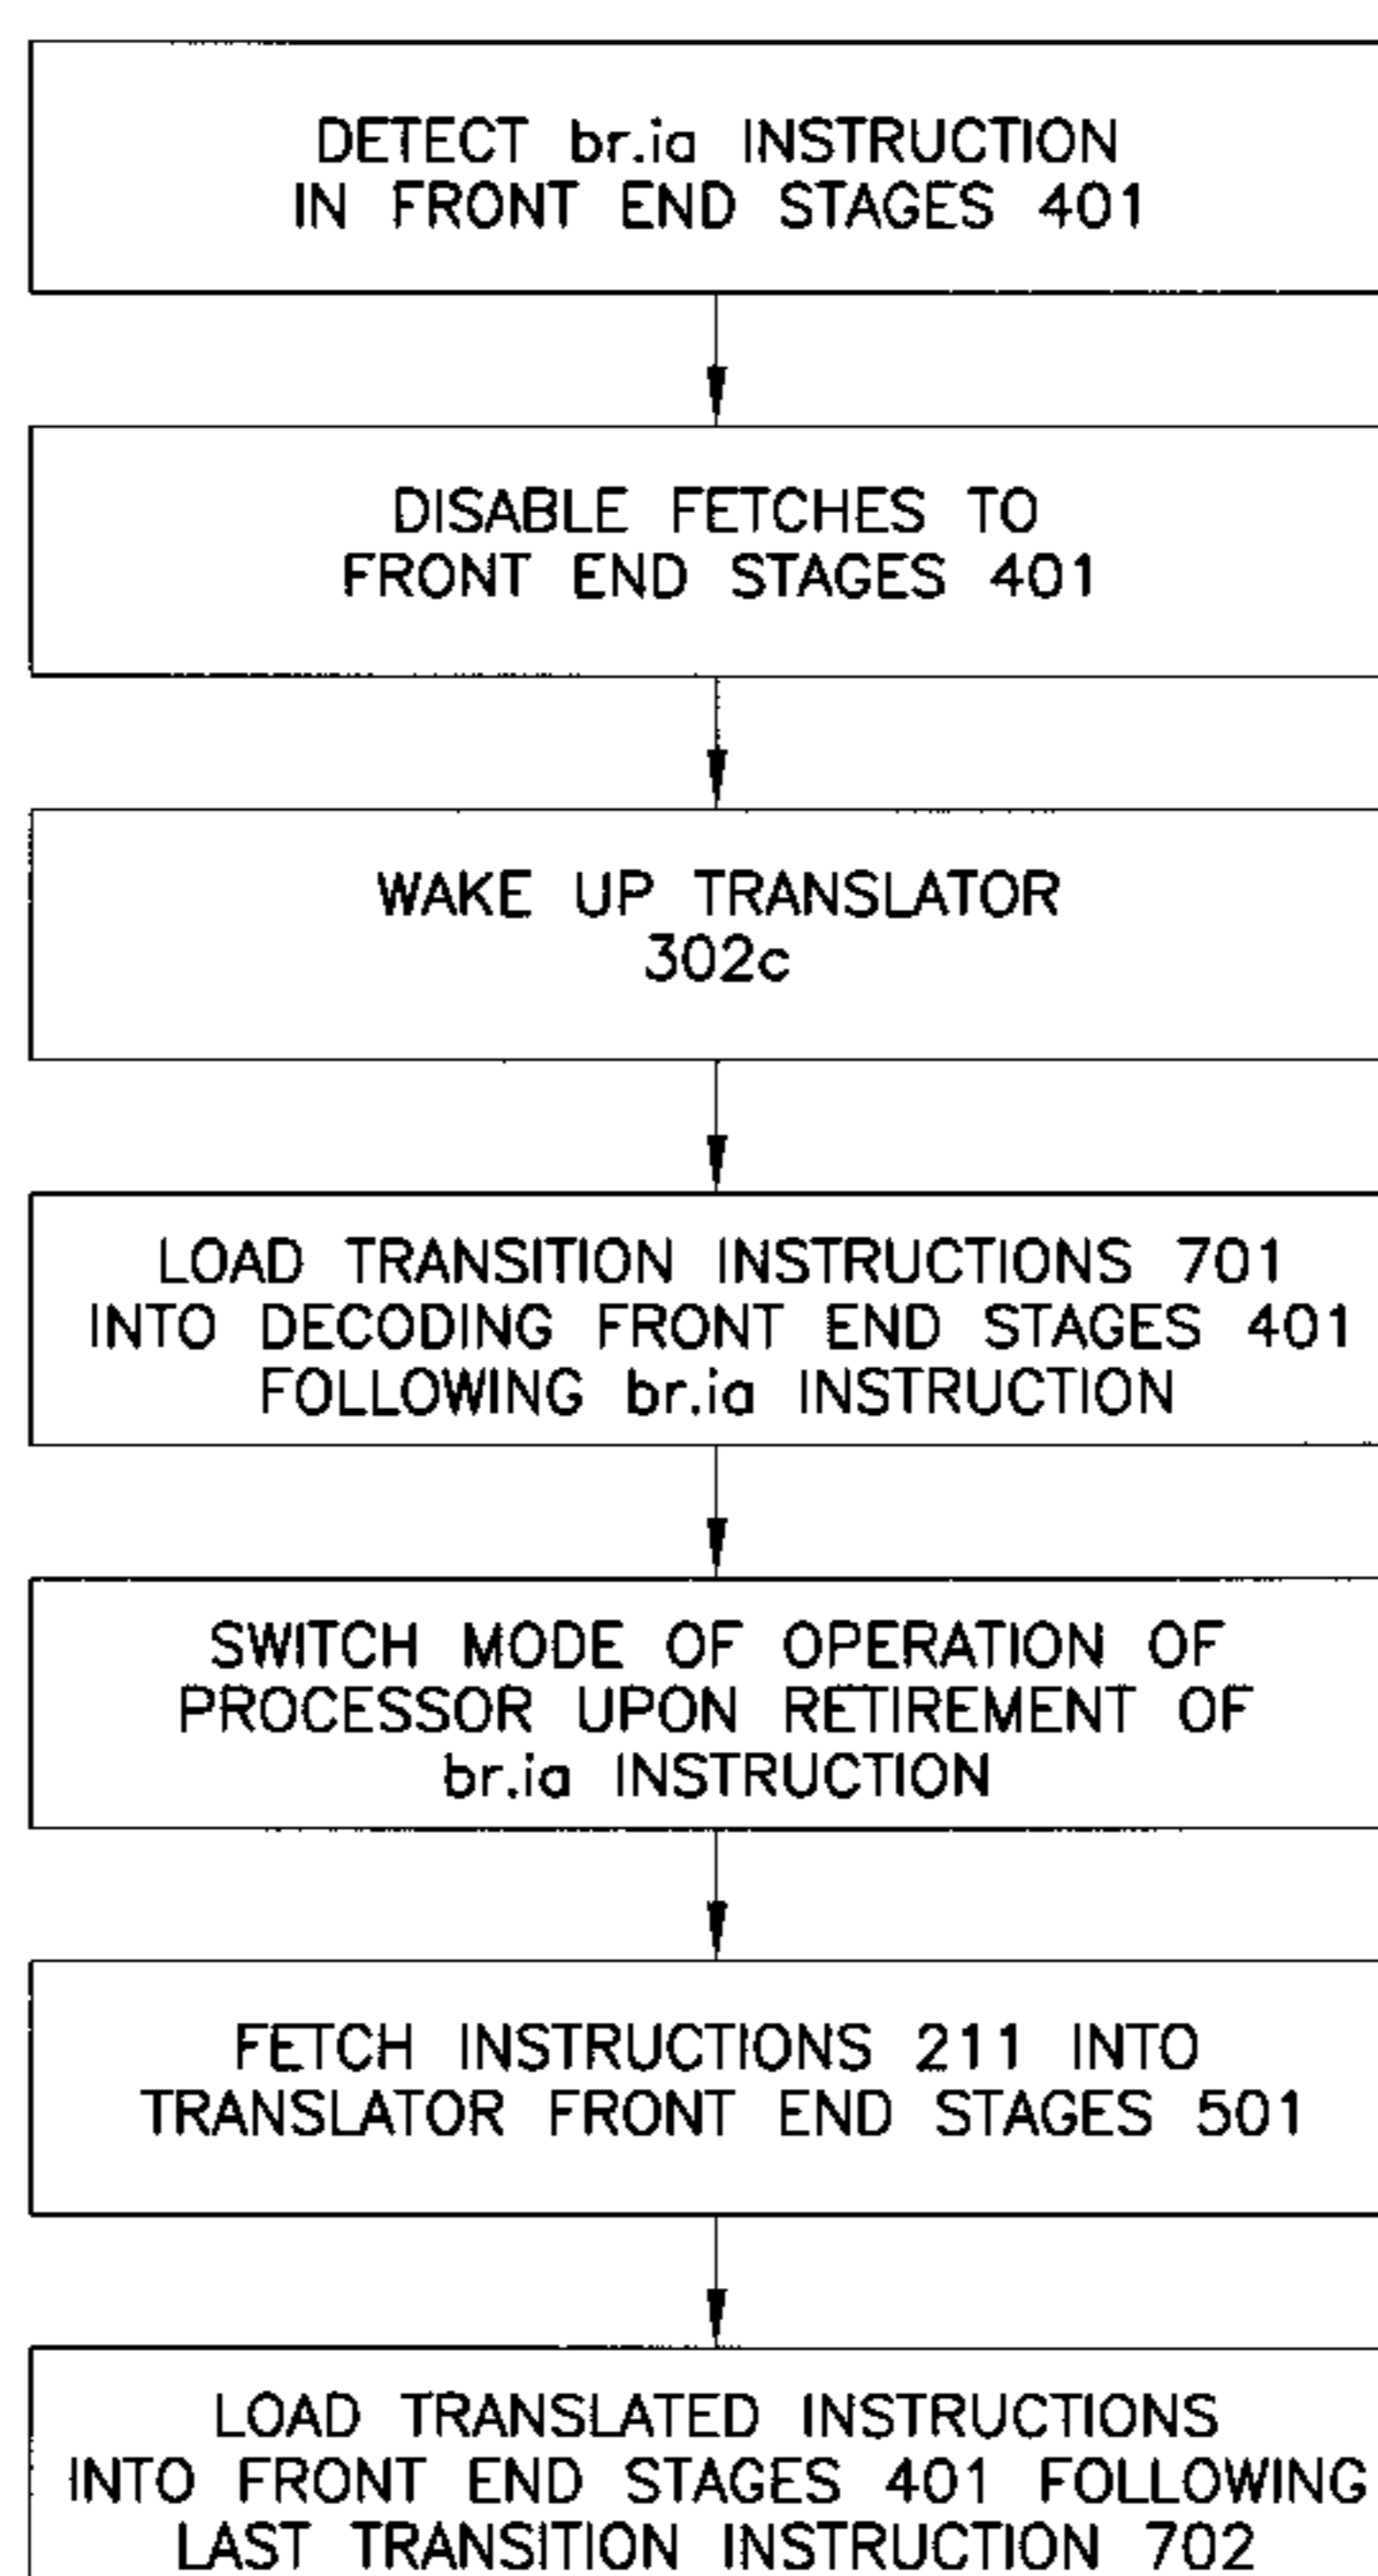 DETECT br.ia INSTRUCTION
IN FRONT END STAGES 401
DISABLE FETCHES TO
FRONT END STAGES 401
WAKE UP TRANSLATOR
302c
LOAD TRANSITION INSTRUCTIONS 701
INTO DECODING FRONT END STAGES 401
FOLLOWING br.ia INSTRUCTION
SWITCH MODE OF OPERATION OF
PROCESSOR UPON RETIREMENT OF
br.ia INSTRUCTION
FETCH INSTRUCTIONS 211 INTO
TRANSLATOR FRONT END STAGES 501
LOAD TRANSLATED INSTRUCTIONS
INTO FRONT END STAGES 401 FOLLOWING
LAST TRANSITION INSTRUCTION 702